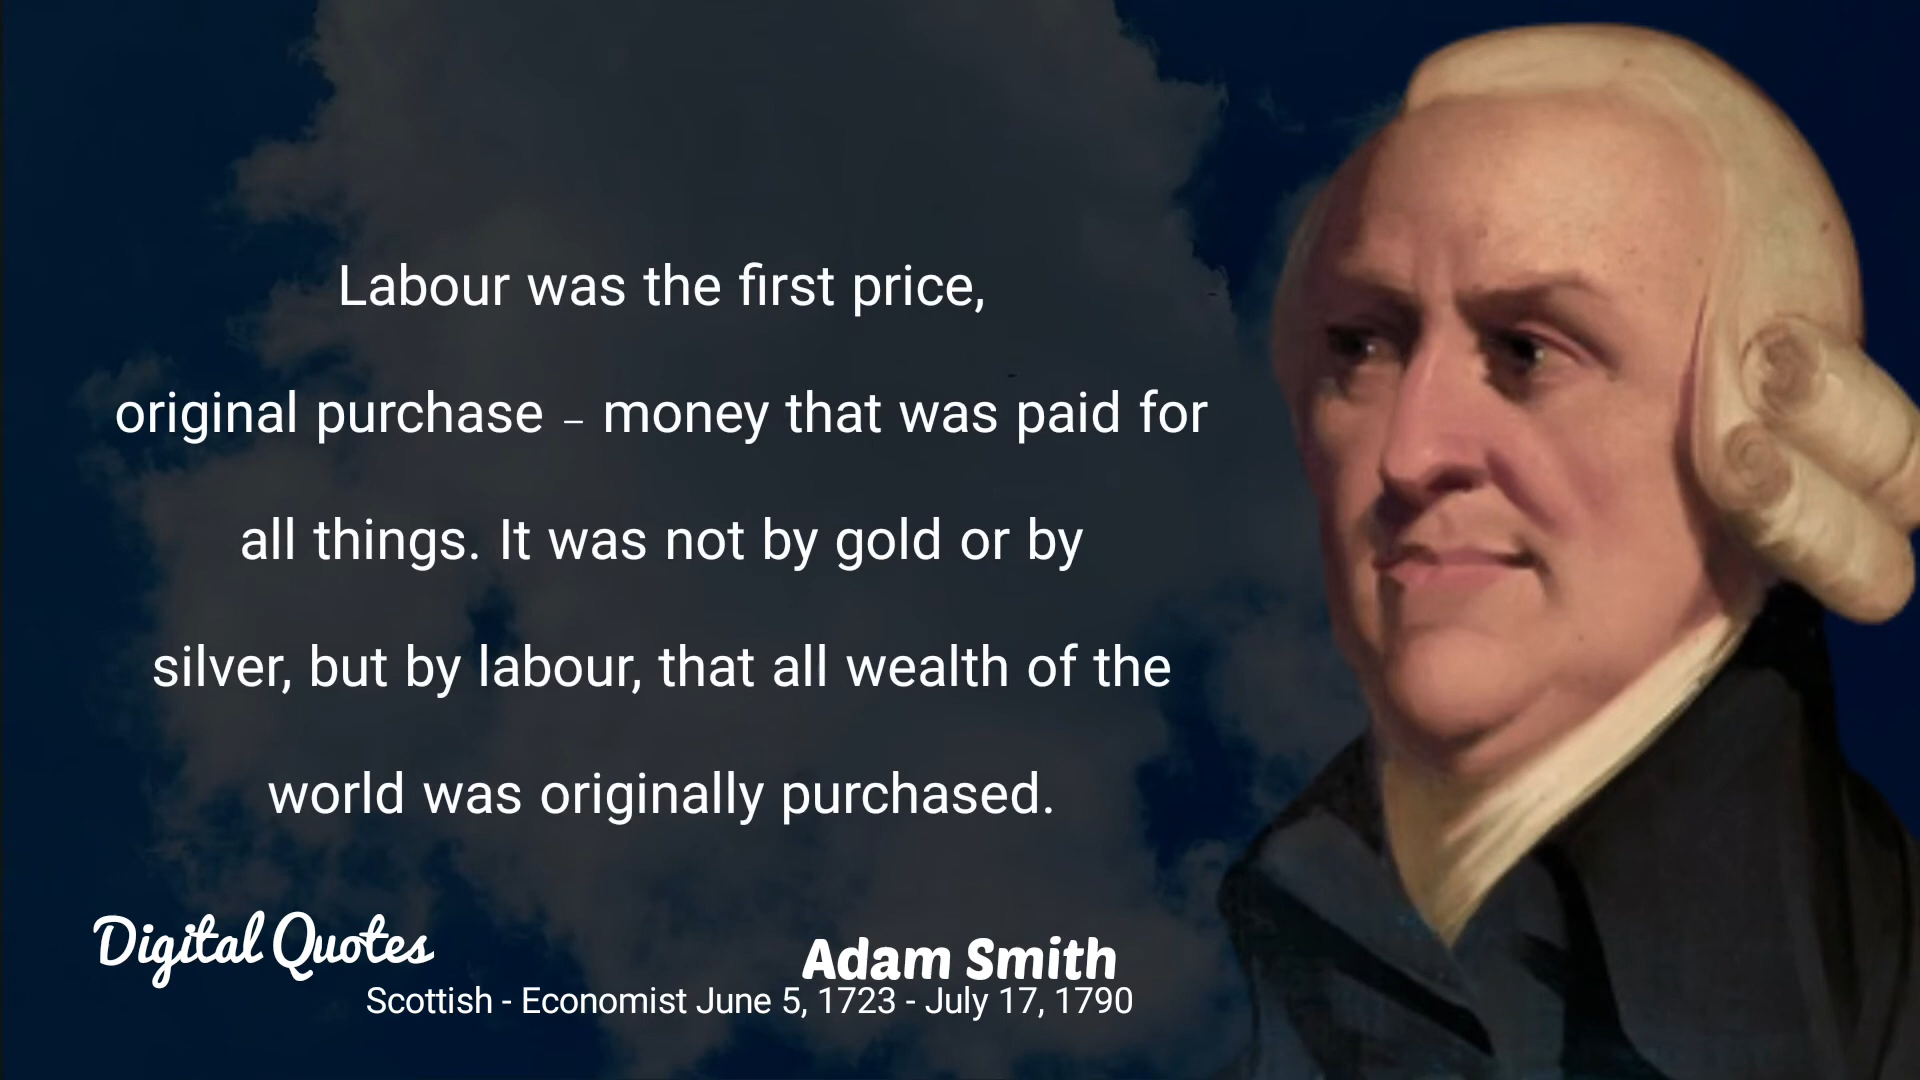 Labour was the first price,
original purchase – money that was paid for
all things. It was not by gold or by
silver, but by labour, that all wealth of the
world was originally purchased.
Digital Quotes
Adam Smith
Scottish - Economist June 5, 1723 - July 17, 1790